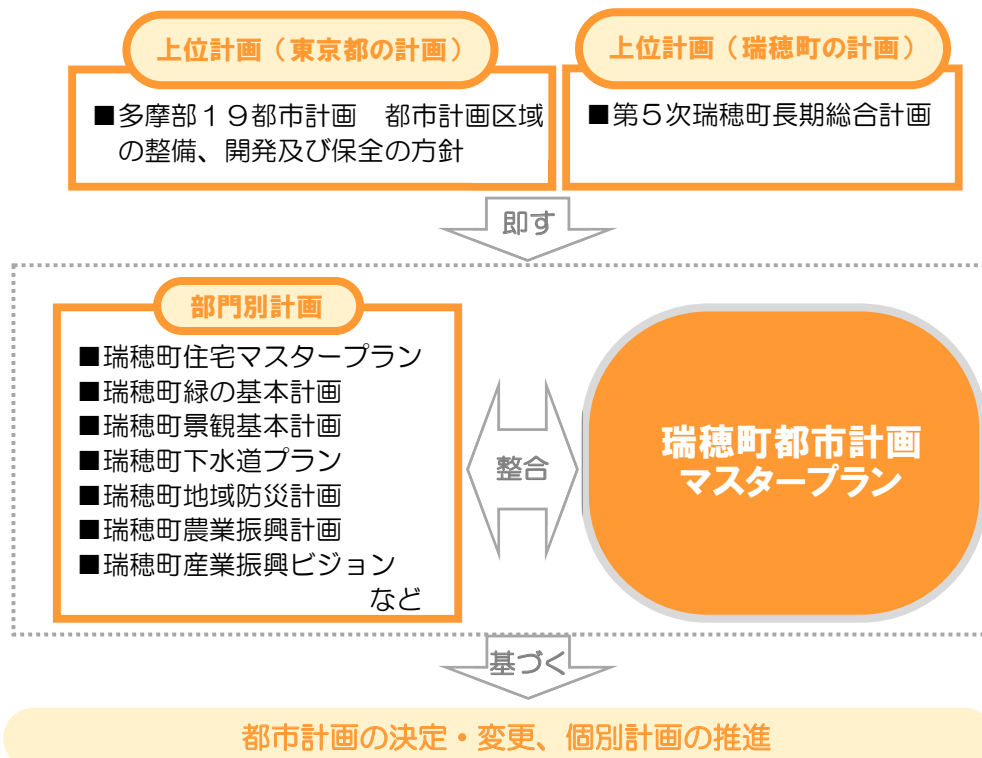 上位計画（東京都の計画）
■多摩部１９都市計画　都市計画区域
の整備、開発及び保全の方針
上位計画（瑞穂町の計画）
■第５次瑞穂町長期総合計画
即す
部門別計画
■瑞穂町住宅マスタープラン
■瑞穂町緑の基本計画
■瑞穂町景観基本計画
■瑞穂町下水道プラン
■瑞穂町地域防災計画
■瑞穂町農業振興計画
■瑞穂町産業振興ビジョン
など
整合
瑞穂町都市計画
マスタープラン
基づく
都市計画の決定・変更、個別計画の推進